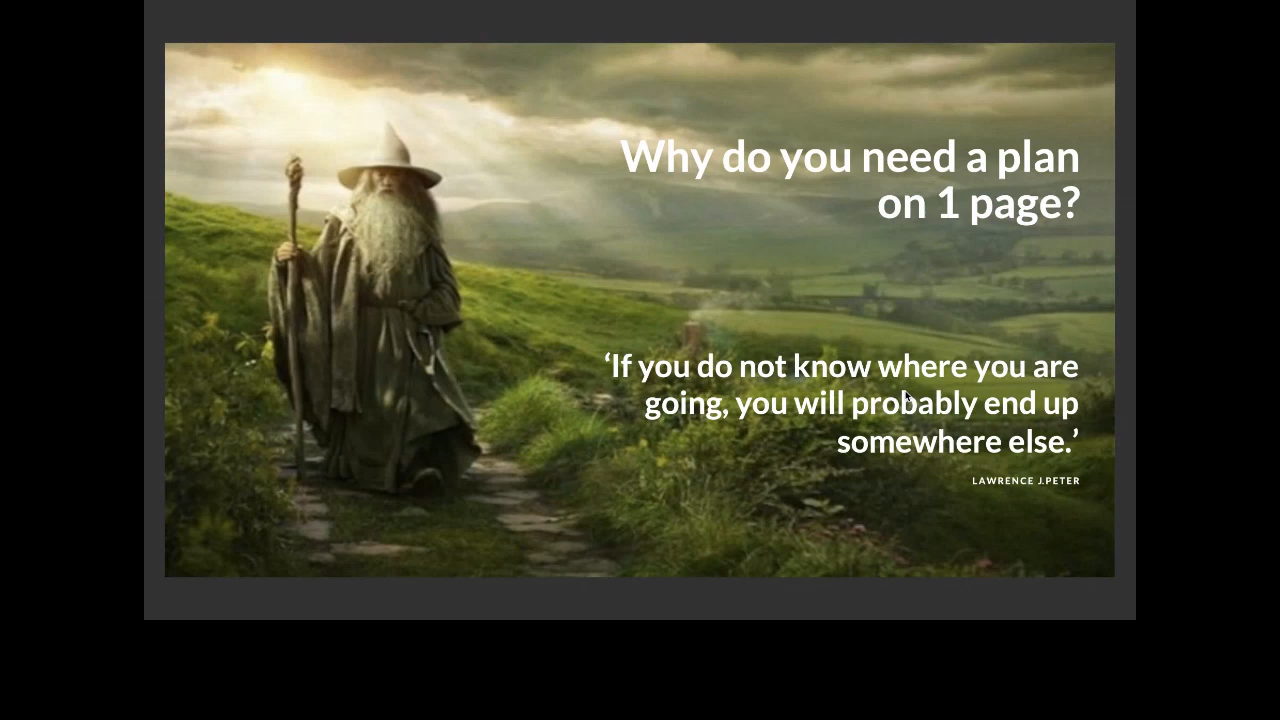 Why do you need a plan
on 1 page?
‘If you do not know where you are
going, you will probably end up
somewhere else.’
LAWRENCE J.PETER